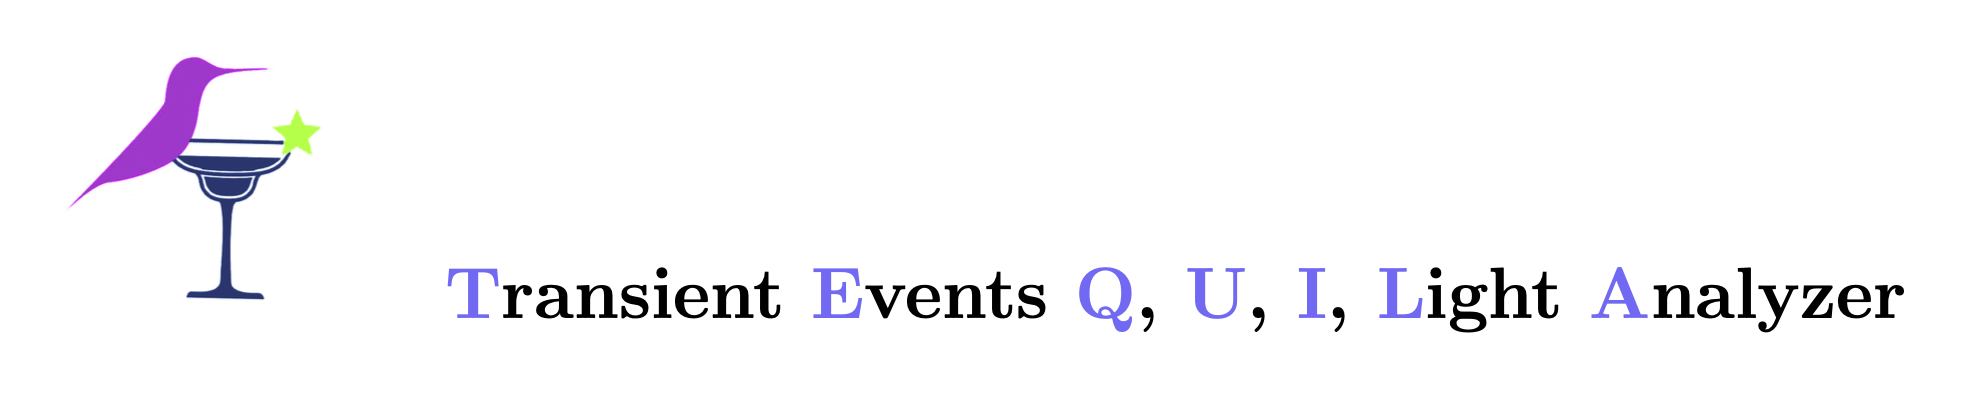 Transient Events Q, U, I, Light Analyzer